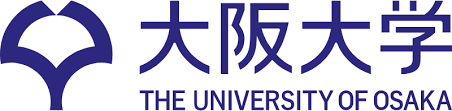 大阪大学
THE UNIVERSITY OF OSAKA